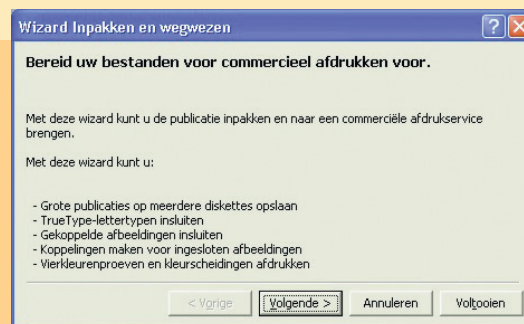 Wizard Inpakken en wegwezen
Bereid uw bestanden voor commercieel afdrukken voor.
Met deze wizard kunt u de publicatie inpakken en naar een commerciële afdrukservice
brengen.
Met deze wizard kunt u:
- Grote publicaties op meerdere diskettes opslaan
- TrueType-lettertypen insluiten
- Gekoppelde afbeeldingen insluiten
- Koppelingen maken voor ingesloten afbeeldingen
- Vierkleurenproeven en kleurscheidingen afdrukken
< Vorige Volgende > Annuleren Voltooien